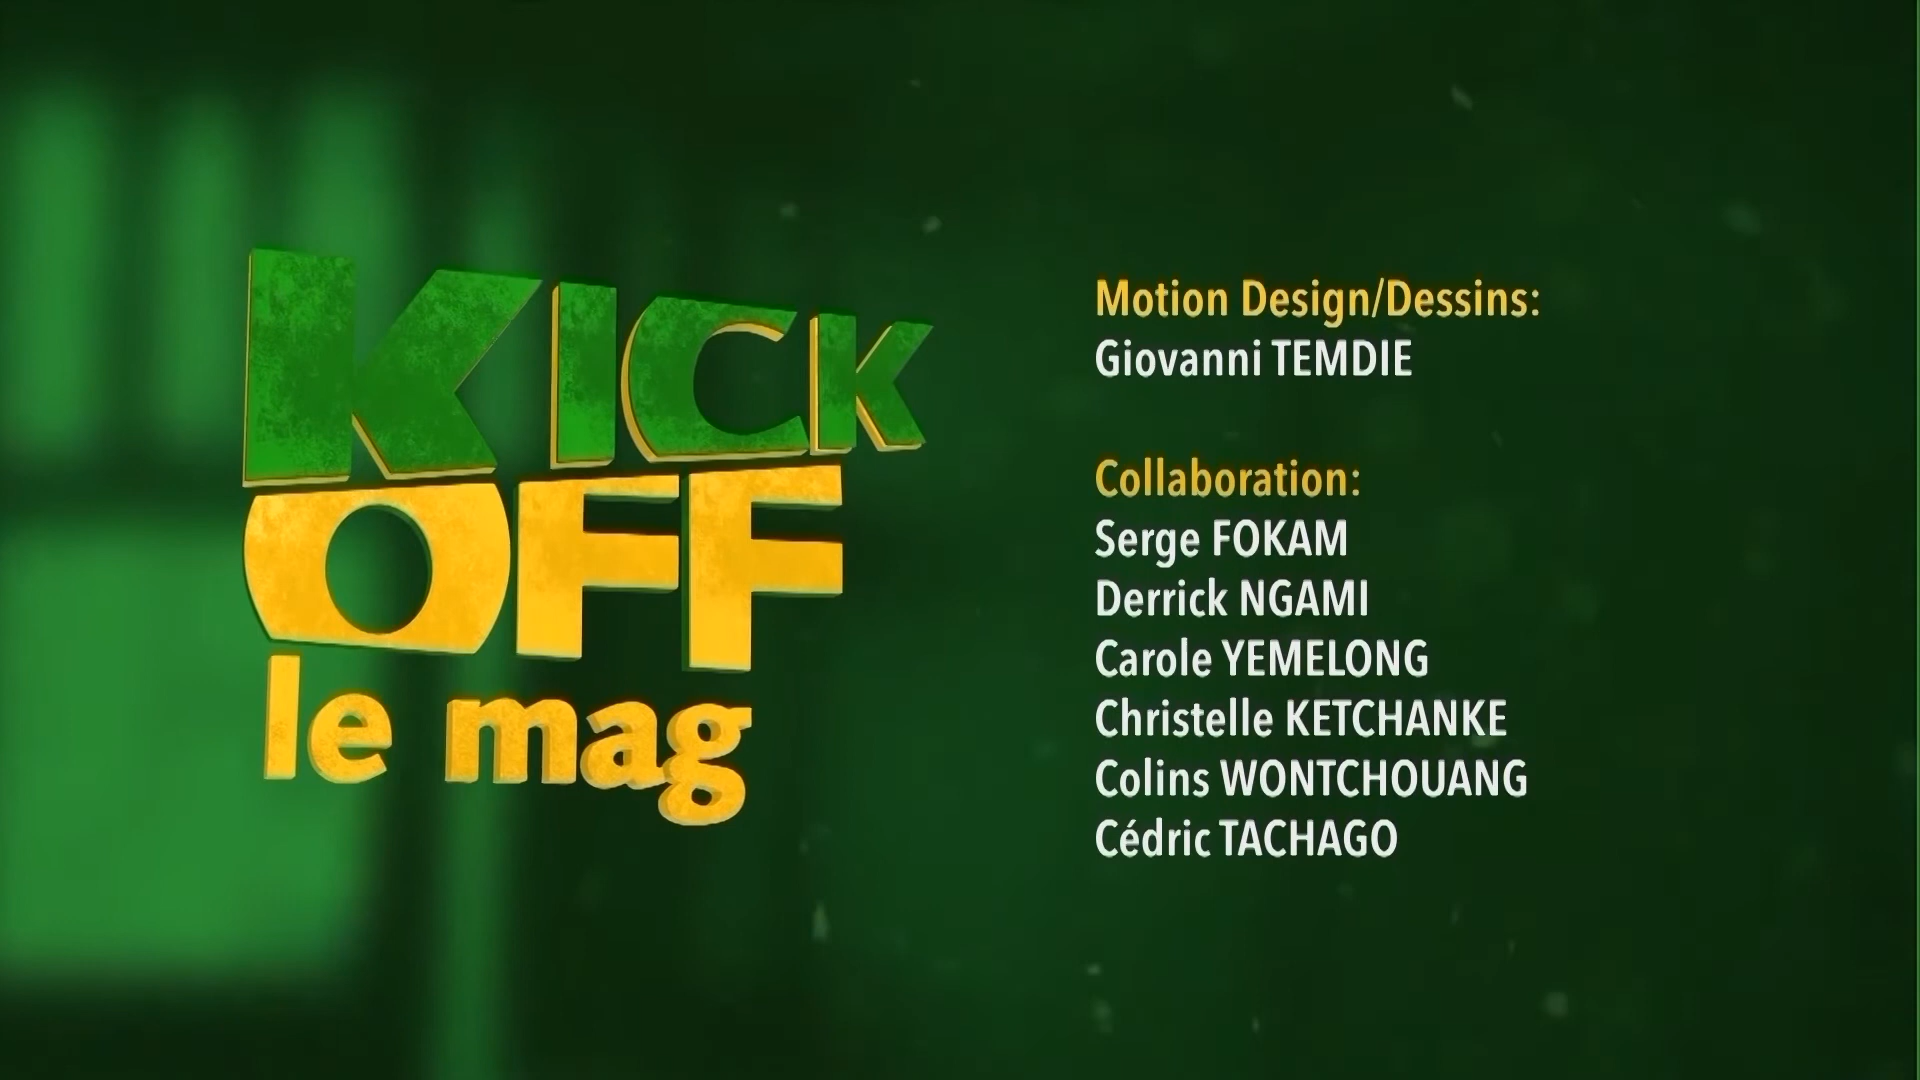 KICK
OFF
le mag
Motion Design/Dessins:
Giovanni TEMDIE
Collaboration:
Serge FOKAM
Derrick NGAMI
Carole YEMELONG
Christelle KETCHANKE
Colins WONTCHOUANG
Cédric TACHAGO